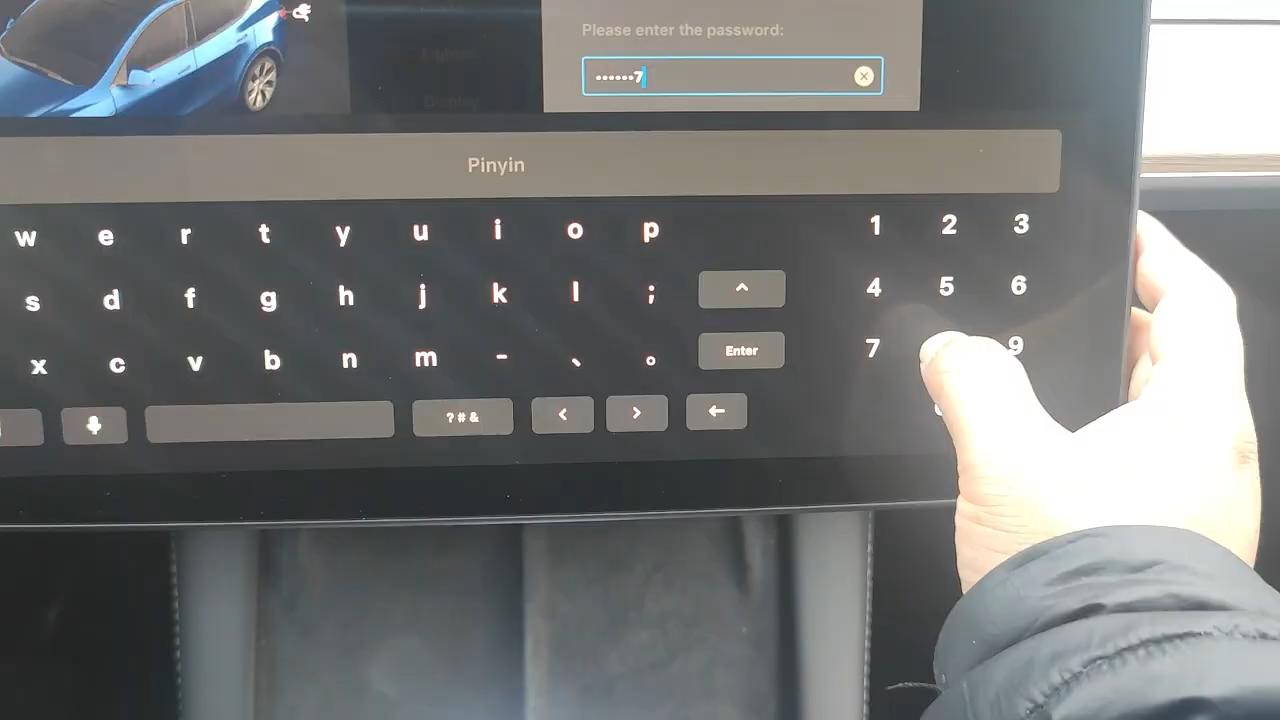 Please enter the password:
••••••7
Pinyin
w e r t y u i o p 1 2 3
s d f g h j k l ; ^ 4 5 6
x c v b n m - 、 。 Enter 7 9
?#& < > ←